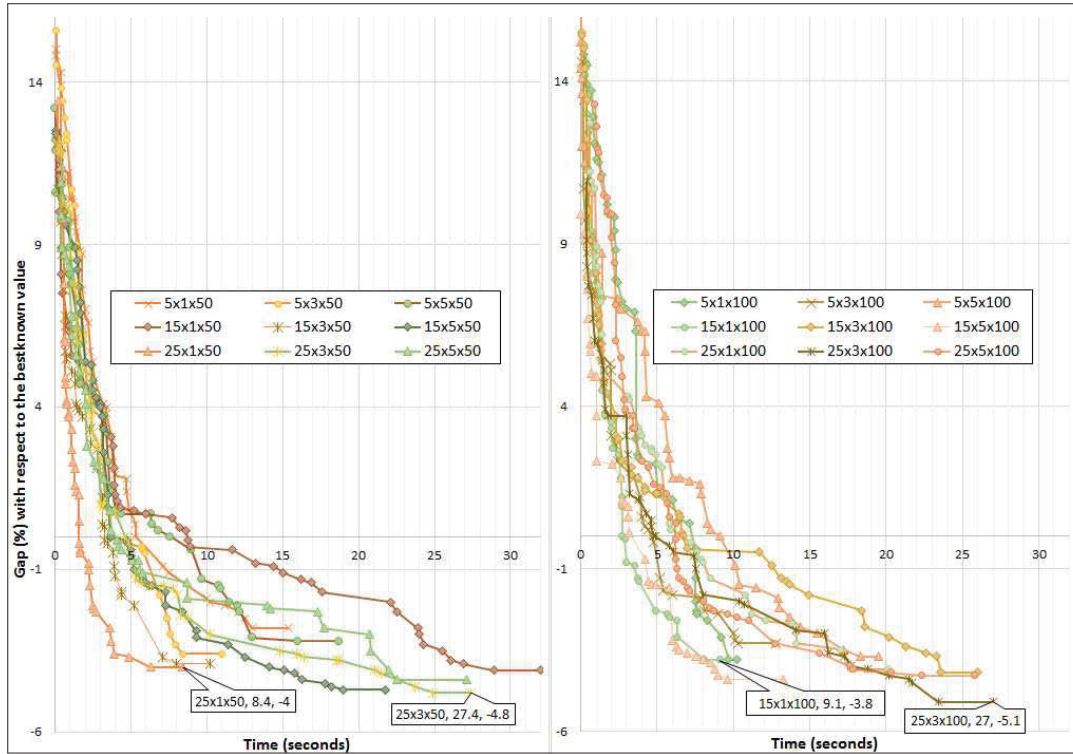 Gap (%) with respect to the bestknown value
14
9
4
-1
-6
0 5 10 15 20 25 30
5x1x50 5x3x50 5x5x50
15x1x50 15x3x50 15x5x50
25x1x50 25x3x50 25x5x50
25x1x50, 8.4, -4
25x3x50, 27.4, -4.8
Time (seconds)
14
9
4
-1
-6
0 5 10 15 20 25 30
5x1x100 5x3x100 5x5x100
15x1x100 15x3x100 15x5x100
25x1x100 25x3x100 25x5x100
15x1x100, 9.1, -3.8
25x3x100, 27, -5.1
Time (seconds)